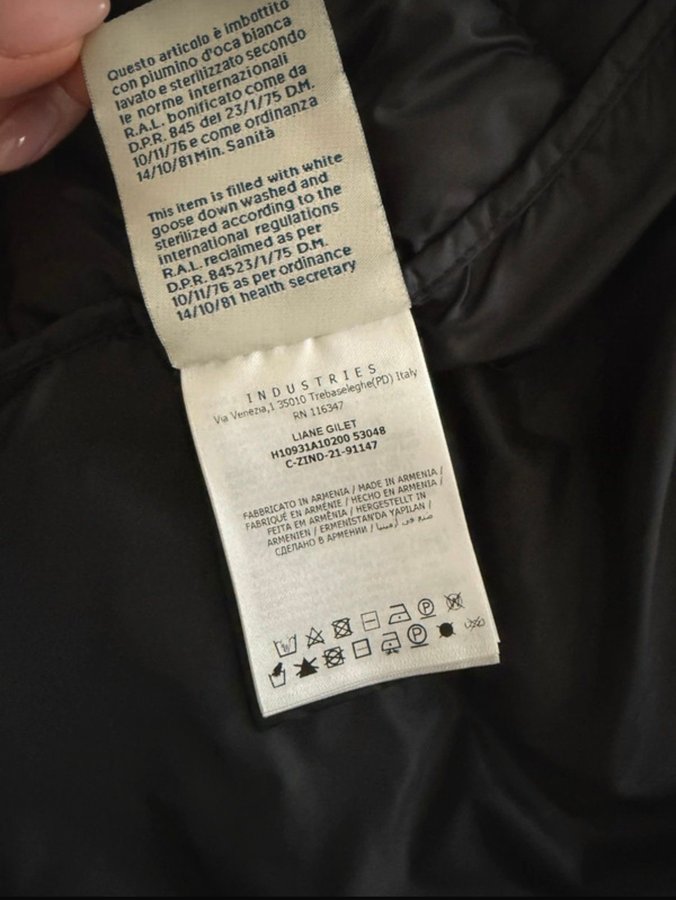 Questo articolo è imbottito
con piumino d'oca bianca
lavato e sterilizzato secondo
le norme internazionali
R.A.L. bonificato come da
D.P.R. 845 del 23/1/75 D.M.
10/11/76 e come ordinanza
14/10/81 Min. Sanità
This item is filled with white
goose down washed and
sterilized according to the
international regulations
R.A.L. reclaimed as per
D.P.R. 84523/1/75 D.M.
10/11/76 as per ordinance
14/10/81 health secretary
INDUSTRIES
Via Venezia,1 35010 Trebaseleghe(PD) Italy
RN 116347
LIANE GILET
H10931A10200 53048
C-ZIND-21-91147
FABBRICATO IN ARMENIA / MADE IN ARMENIA /
FABRIQUÉ EN ARMÉNIE / HECHO EN ARMENIA /
FEITA EM ARMÊNIA / HERGESTELLT IN
ARMENIEN / ERMENISTAN'DA YAPILAN /
СДЕЛАНО В АРМЕНИИ / صنع في أرمينيا
W P W
P